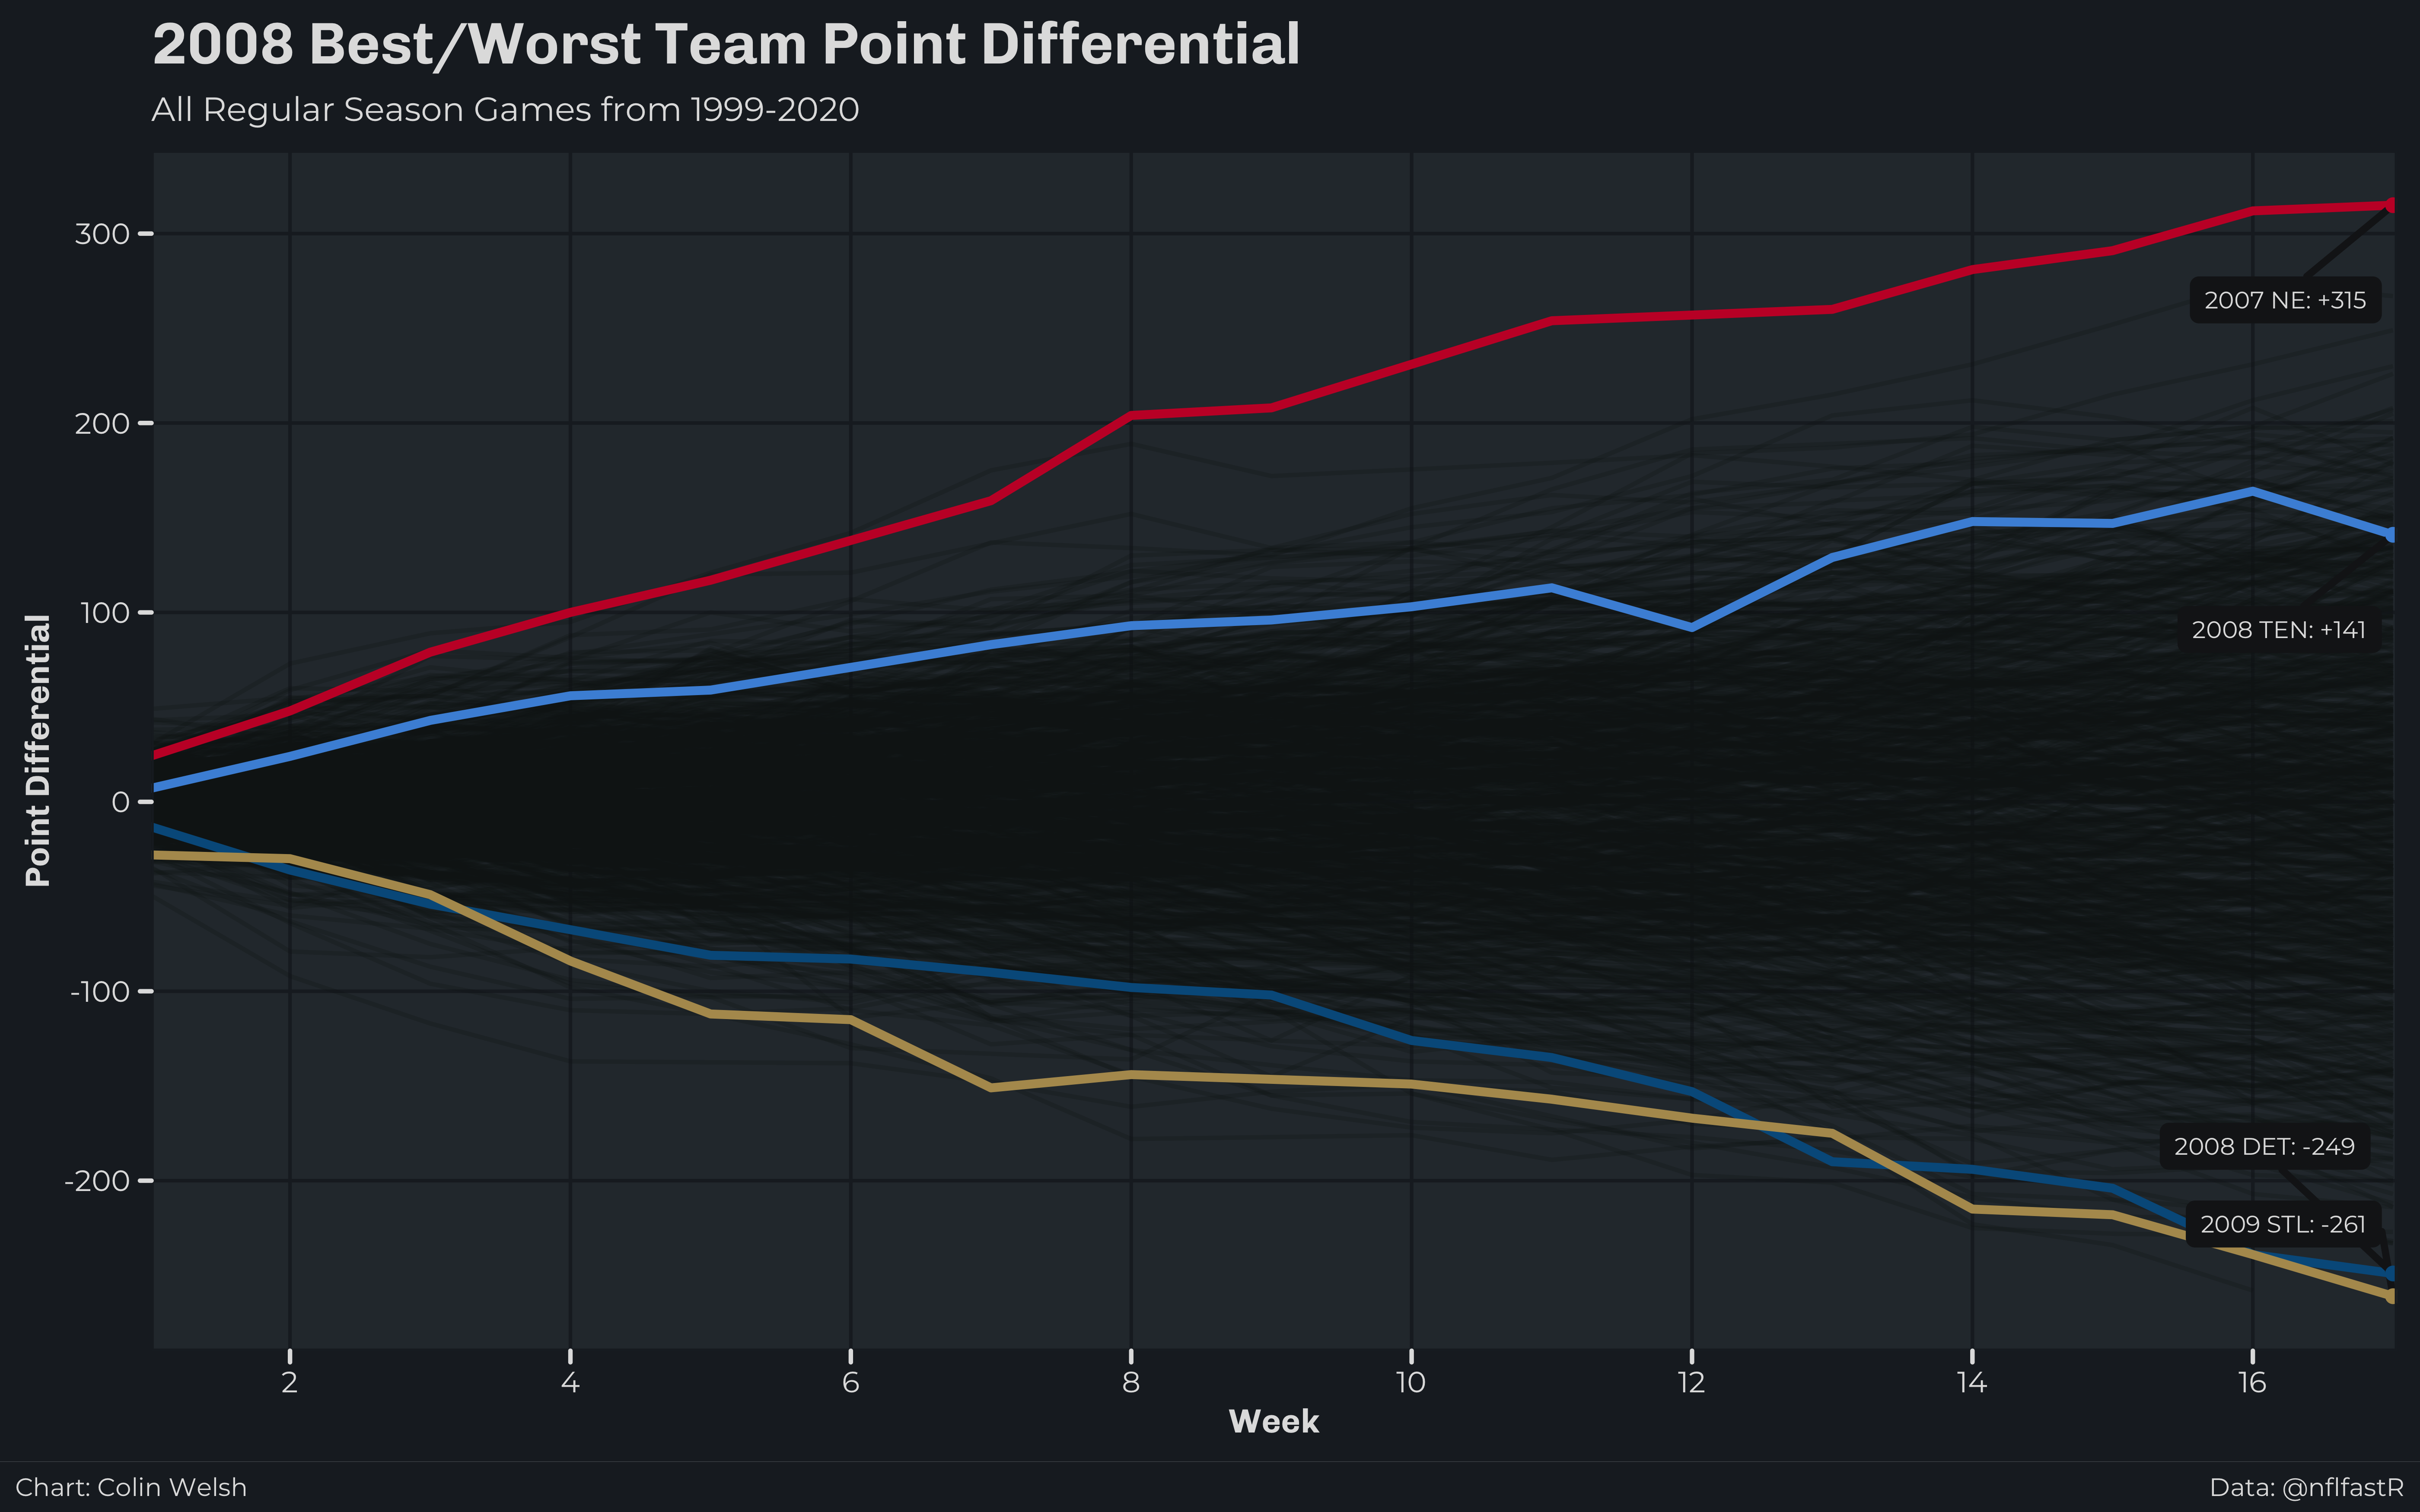 2008 Best/Worst Team Point Differential
All Regular Season Games from 1999-2020
Point Differential
300
200
100
0
-100
-200
2007 NE: +315
2008 TEN: +141
2008 DET: -249
2009 STL: -261
2 4 6 8 10 12 14 16
Week
Chart: Colin Welsh
Data: @nflfastR